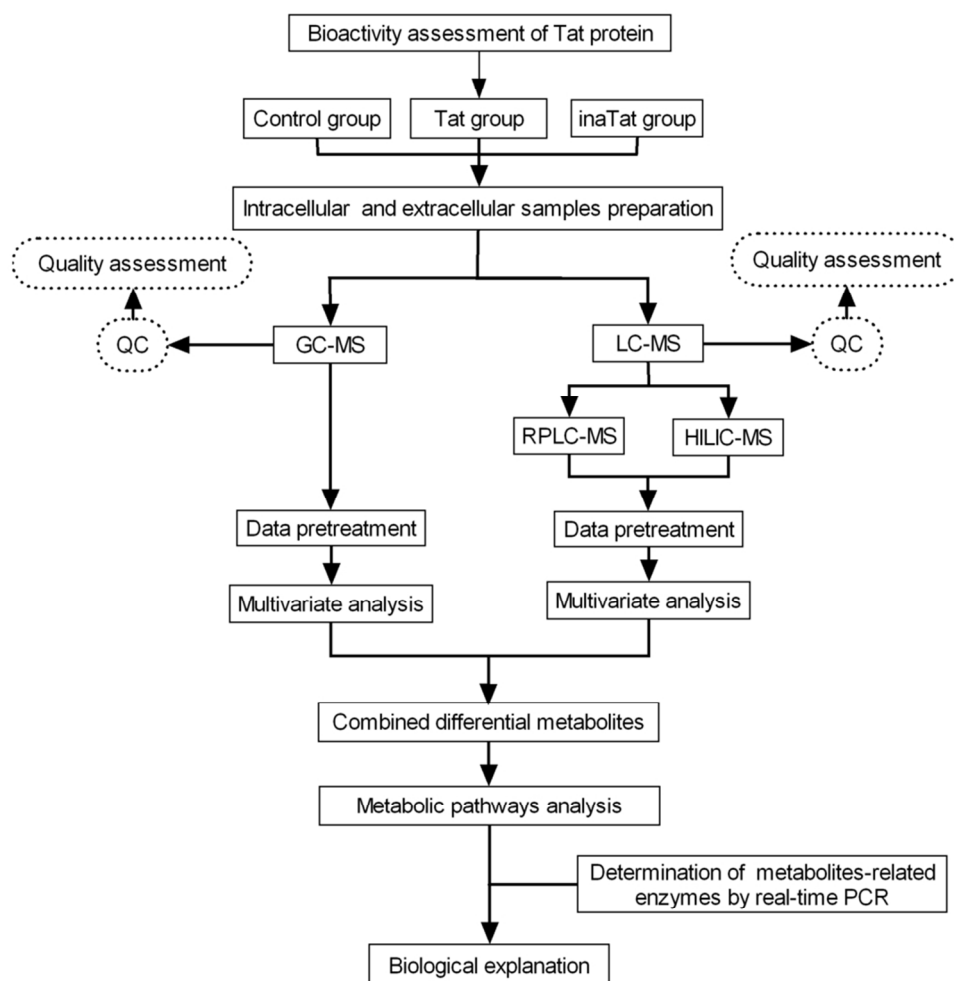 Bioactivity assessment of Tat protein
Control group
Tat group
inaTat group
Intracellular and extracellular samples preparation
Quality assessment
Quality assessment
QC
GC-MS
LC-MS
QC
RPLC-MS
HILIC-MS
Data pretreatment
Data pretreatment
Multivariate analysis
Multivariate analysis
Combined differential metabolites
Metabolic pathways analysis
Determination of metabolites-related
enzymes by real-time PCR
Biological explanation